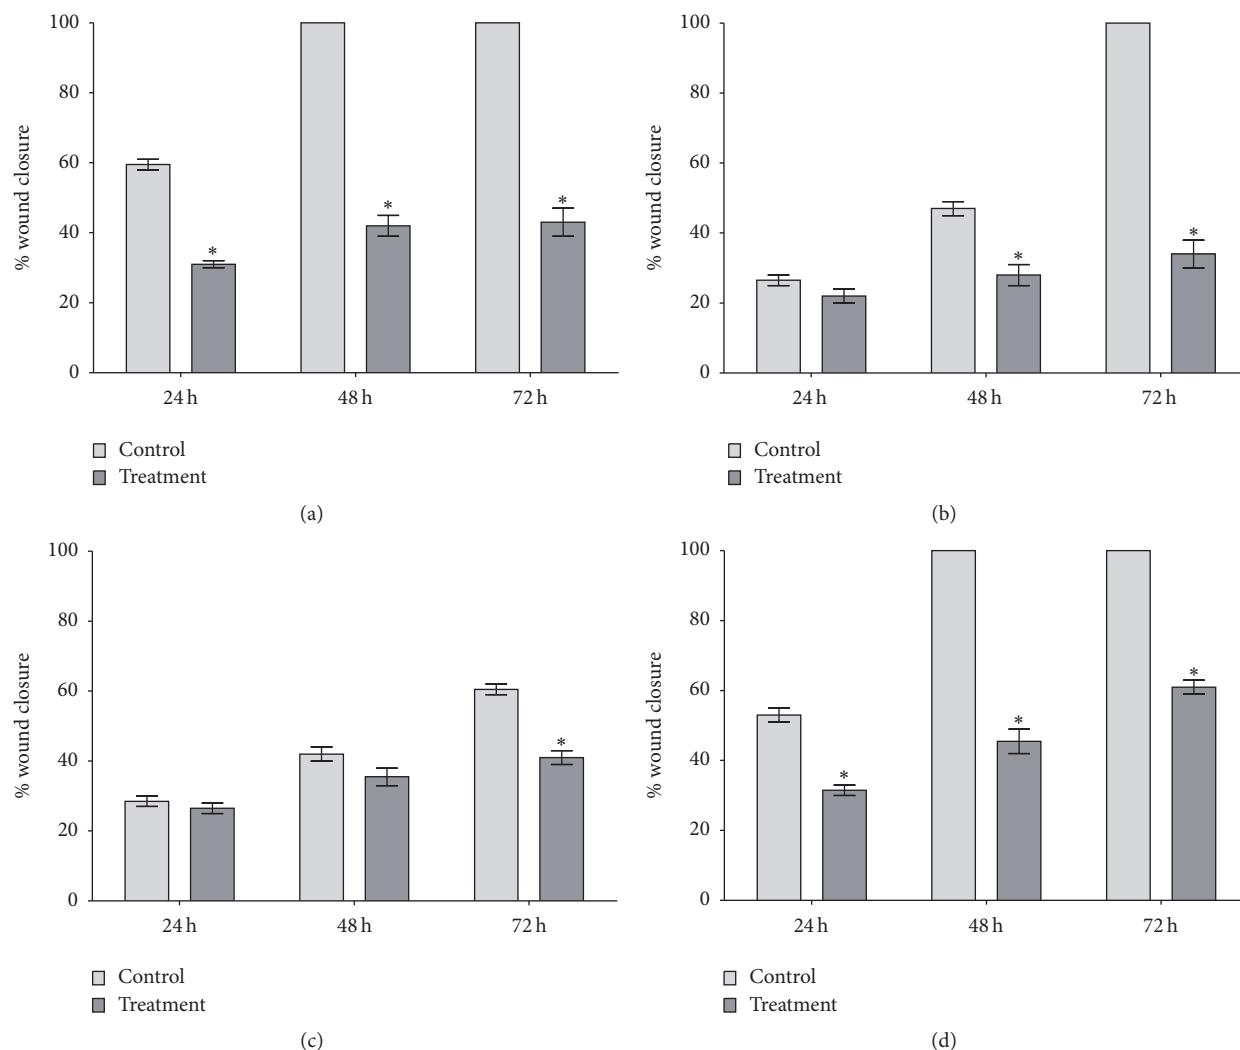 100
80
60
40
20
0
% wound closure
*
*
*
24 h
48 h
72 h
Control
Treatment
(a)
100
80
60
40
20
0
% wound closure
*
*
24 h
48 h
72 h
Control
Treatment
(b)
100
80
60
40
20
0
% wound closure
*
24 h
48 h
72 h
Control
Treatment
(c)
100
80
60
40
20
0
% wound closure
*
*
*
24 h
48 h
72 h
Control
Treatment
(d)